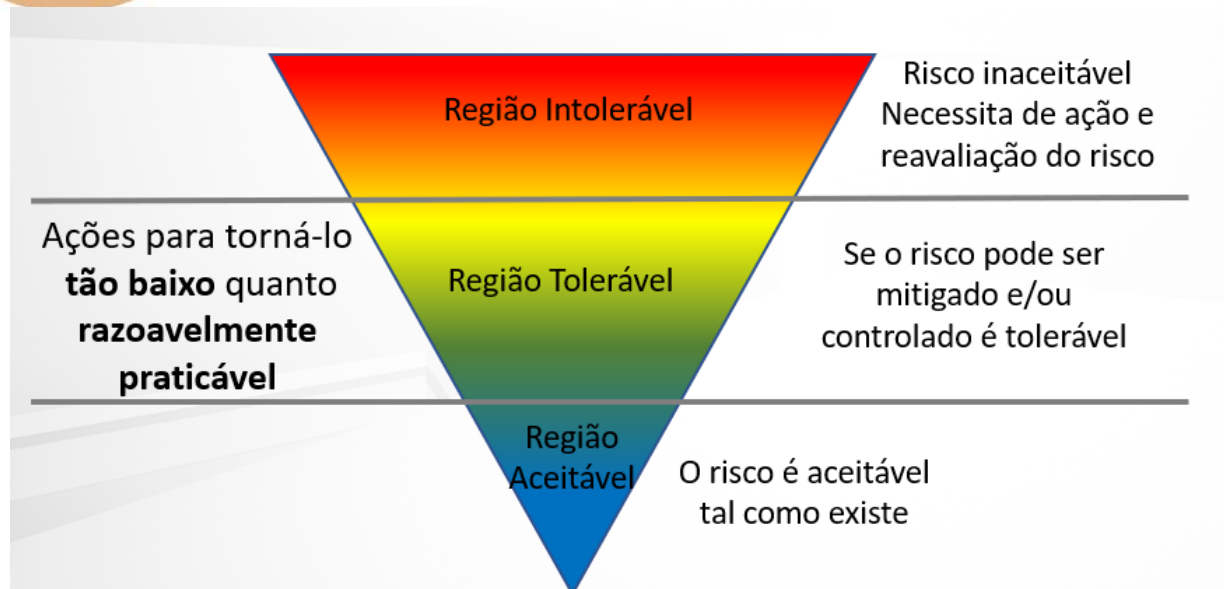 Região Intolerável
Risco inaceitável
Necessita de ação e
reavaliação do risco
Ações para torná-lo
tão baixo quanto
razoavelmente
praticável
Região Tolerável
Se o risco pode ser
mitigado e/ou
controlado é tolerável
Região
Aceitável
O risco é aceitável
tal como existe